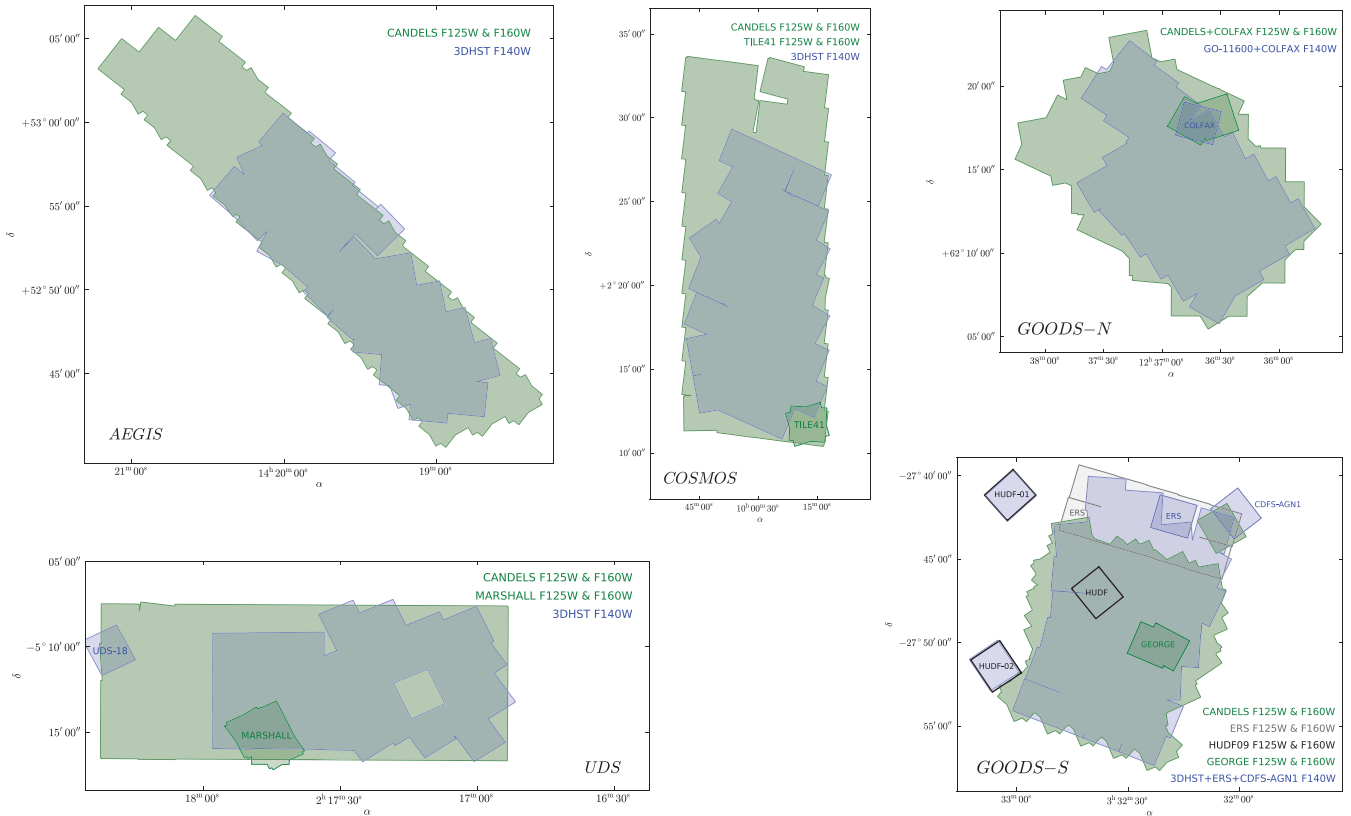 CANDELS F125W & F160W
3DHST F140W
05′ 00″
+53° 00′ 00″
55′ 00″
+52° 50′ 00″
45′ 00″
δ
AEGIS
21ᵐ00ˢ
14ʰ20ᵐ00ˢ
19ᵐ00ˢ
α
CANDELS F125W & F160W
TILE41 F125W & F160W
3DHST F140W
35′ 00″
30′ 00″
25′ 00″
+2° 20′ 00″
15′ 00″
10′ 00″
δ
TILE41
COSMOS
45ᵐ00ˢ
10ʰ00ᵐ30ˢ
15ᵐ00ˢ
α
CANDELS+COLFAX F125W & F160W
GO-11600+COLFAX F140W
20′ 00″
15′ 00″
+62° 10′ 00″
05′ 00″
δ
COLFAX
GOODS−N
38ᵐ00ˢ
37ᵐ30ˢ
12ʰ37ᵐ00ˢ
36ᵐ30ˢ
36ᵐ00ˢ
α
CANDELS F125W & F160W
MARSHALL F125W & F160W
3DHST F140W
05′ 00″
−5° 10′ 00″
15′ 00″
δ
UDS-18
MARSHALL
UDS
18ᵐ00ˢ
2ʰ17ᵐ30ˢ
17ᵐ00ˢ
16ᵐ30ˢ
α
−27° 40′ 00″
45′ 00″
−27° 50′ 00″
55′ 00″
δ
HUDF-01
ERS
ERS
CDFS-AGN1
HUDF
GEORGE
HUDF-02
CANDELS F125W & F160W
ERS F125W & F160W
HUDF09 F125W & F160W
GEORGE F125W & F160W
3DHST+ERS+CDFS-AGN1 F140W
GOODS−S
33ᵐ00ˢ
3ʰ32ᵐ30ˢ
32ᵐ00ˢ
α